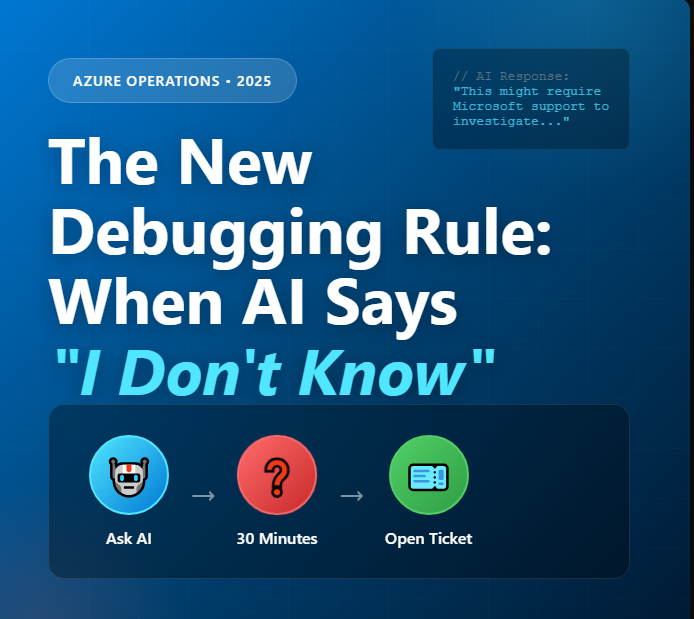 AZURE OPERATIONS • 2025
// AI Response:
"This might require
Microsoft support to
investigate..."
The New
Debugging Rule:
When AI Says
"I Don't Know"
?
→ →
Ask AI
30 Minutes
Open Ticket